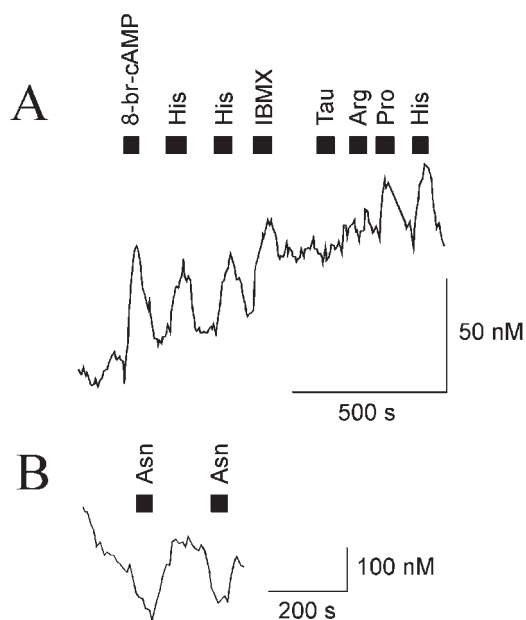 A
8-br-cAMP
His
His
IBMX
Tau
Arg
Pro
His
50 nM
500 s
B
Asn
Asn
100 nM
200 s